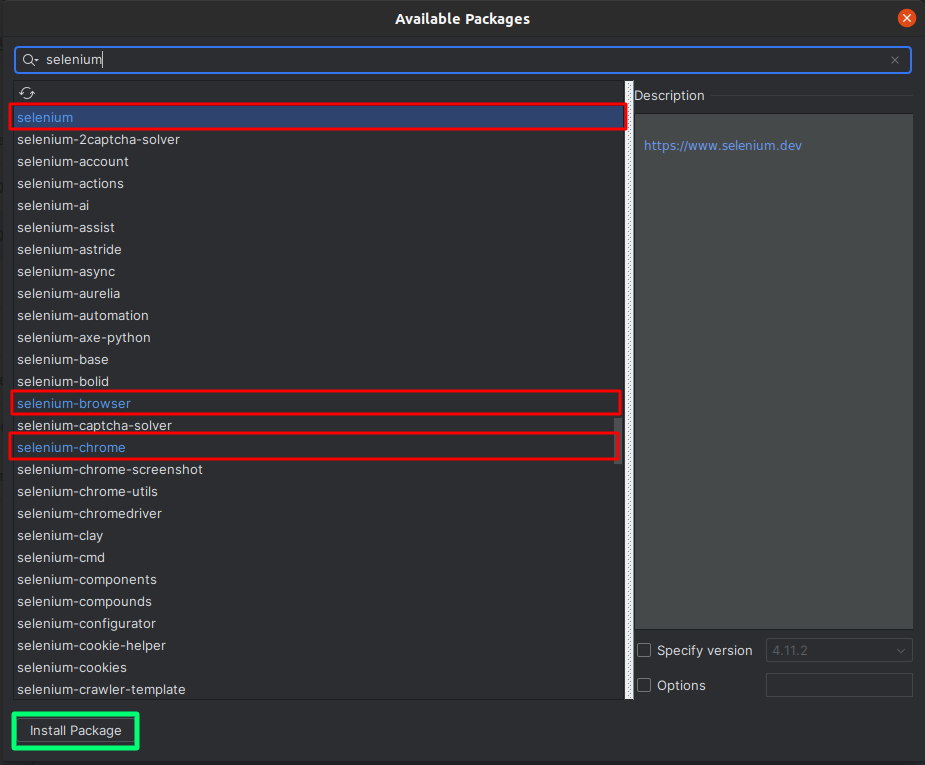 Available Packages
selenium
Description
selenium
https://www.selenium.dev
selenium-2captcha-solver
selenium-account
selenium-actions
selenium-ai
selenium-assist
selenium-astride
selenium-async
selenium-aurelia
selenium-automation
selenium-axe-python
selenium-base
selenium-bolid
selenium-browser
selenium-captcha-solver
selenium-chrome
selenium-chrome-screenshot
selenium-chrome-utils
selenium-chromedriver
selenium-clay
selenium-cmd
selenium-components
selenium-compounds
selenium-configurator
selenium-cookie-helper
selenium-cookies
selenium-crawler-template
Specify version 4.11.2
Options
Install Package